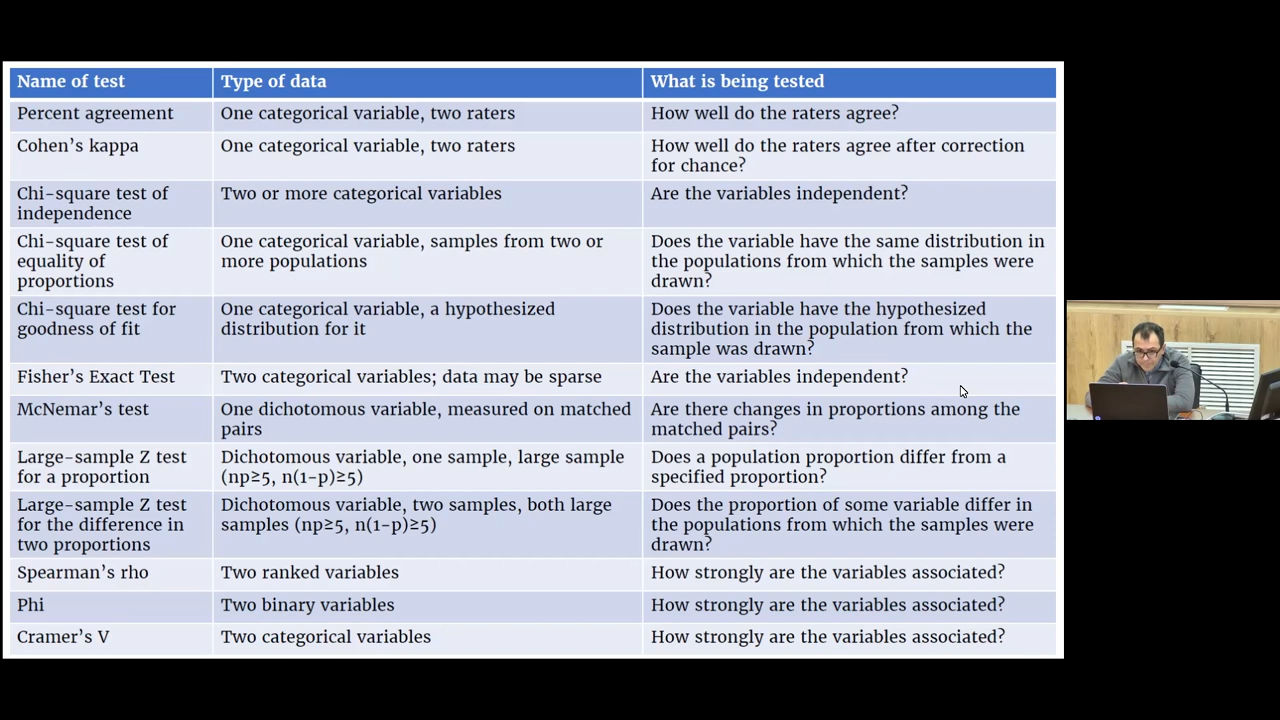 Name of test
Type of data
What is being tested
Percent agreement
One categorical variable, two raters
How well do the raters agree?
Cohen’s kappa
One categorical variable, two raters
How well do the raters agree after correction
for chance?
Chi-square test of
independence
Two or more categorical variables
Are the variables independent?
Chi-square test of
equality of
proportions
One categorical variable, samples from two or
more populations
Does the variable have the same distribution in
the populations from which the samples were
drawn?
Chi-square test for
goodness of fit
One categorical variable, a hypothesized
distribution for it
Does the variable have the hypothesized
distribution in the population from which the
sample was drawn?
Fisher’s Exact Test
Two categorical variables; data may be sparse
Are the variables independent?
McNemar’s test
One dichotomous variable, measured on matched
pairs
Are there changes in proportions among the
matched pairs?
Large-sample Z test
for a proportion
Dichotomous variable, one sample, large sample
(np≥5, n(1-p)≥5)
Does a population proportion differ from a
specified proportion?
Large-sample Z test
for the difference in
two proportions
Dichotomous variable, two samples, both large
samples (np≥5, n(1-p)≥5)
Does the proportion of some variable differ in
the populations from which the samples were
drawn?
Spearman’s rho
Two ranked variables
How strongly are the variables associated?
Phi
Two binary variables
How strongly are the variables associated?
Cramer’s V
Two categorical variables
How strongly are the variables associated?